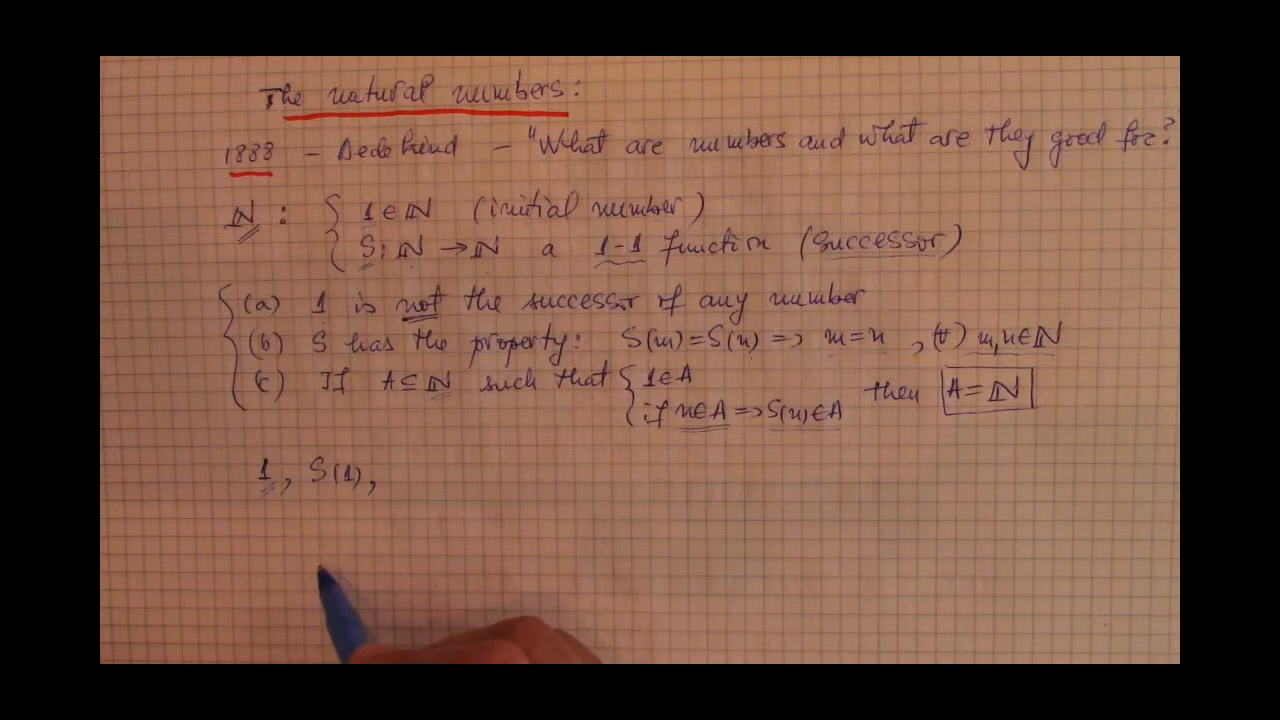 The natural numbers:
1888 – Dedekind – "What are numbers and what are they good for?
ℕ : { 1 ∈ ℕ (initial number)
S: ℕ → ℕ a 1-1 function (successor)
(a) 1 is not the successor of any number
(b) S has the property: S(m)=S(n) => m=n , (∀) m,n∈ℕ
(c) If A⊆ℕ such that { 1∈A
if n∈A => S(n)∈A then A=ℕ
1, S(1),